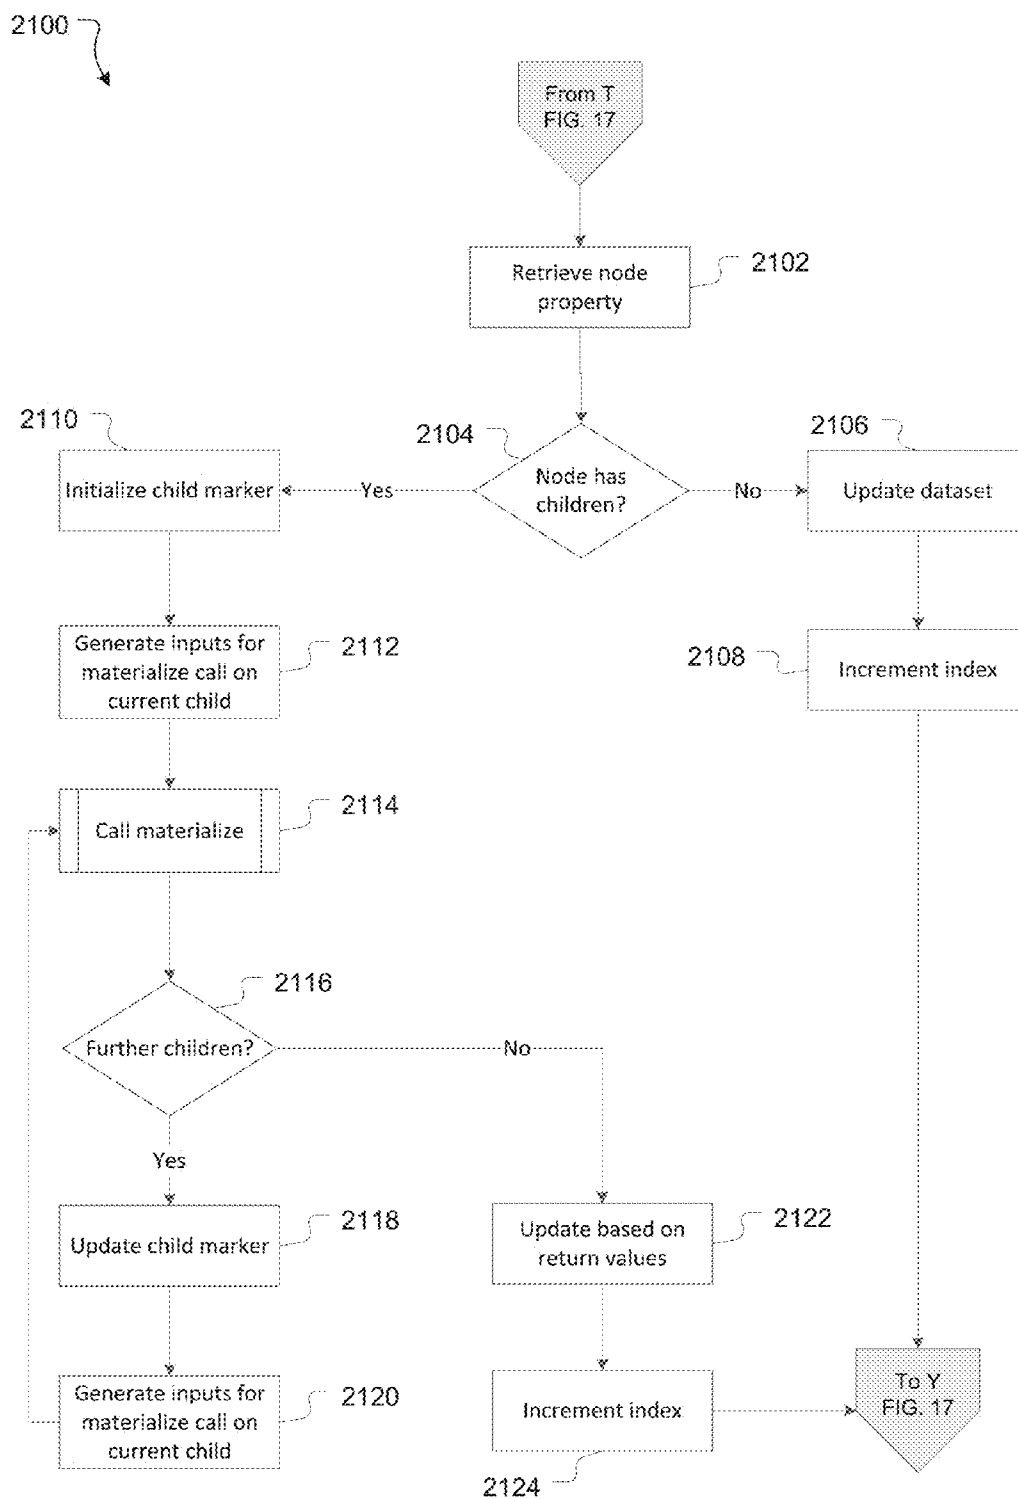 2100
From T
FIG. 17
Retrieve node
property
2102
2104
Node has
children?
Yes
No
2110
Initialize child marker
2106
Update dataset
Generate inputs for
materialize call on
current child
2112
2108
Increment index
Call materialize
2114
2116
Further children?
No
Yes
Update child marker
2118
Update based on
return values
2122
Generate inputs for
materialize call on
current child
2120
Increment index
2124
To Y
FIG. 17